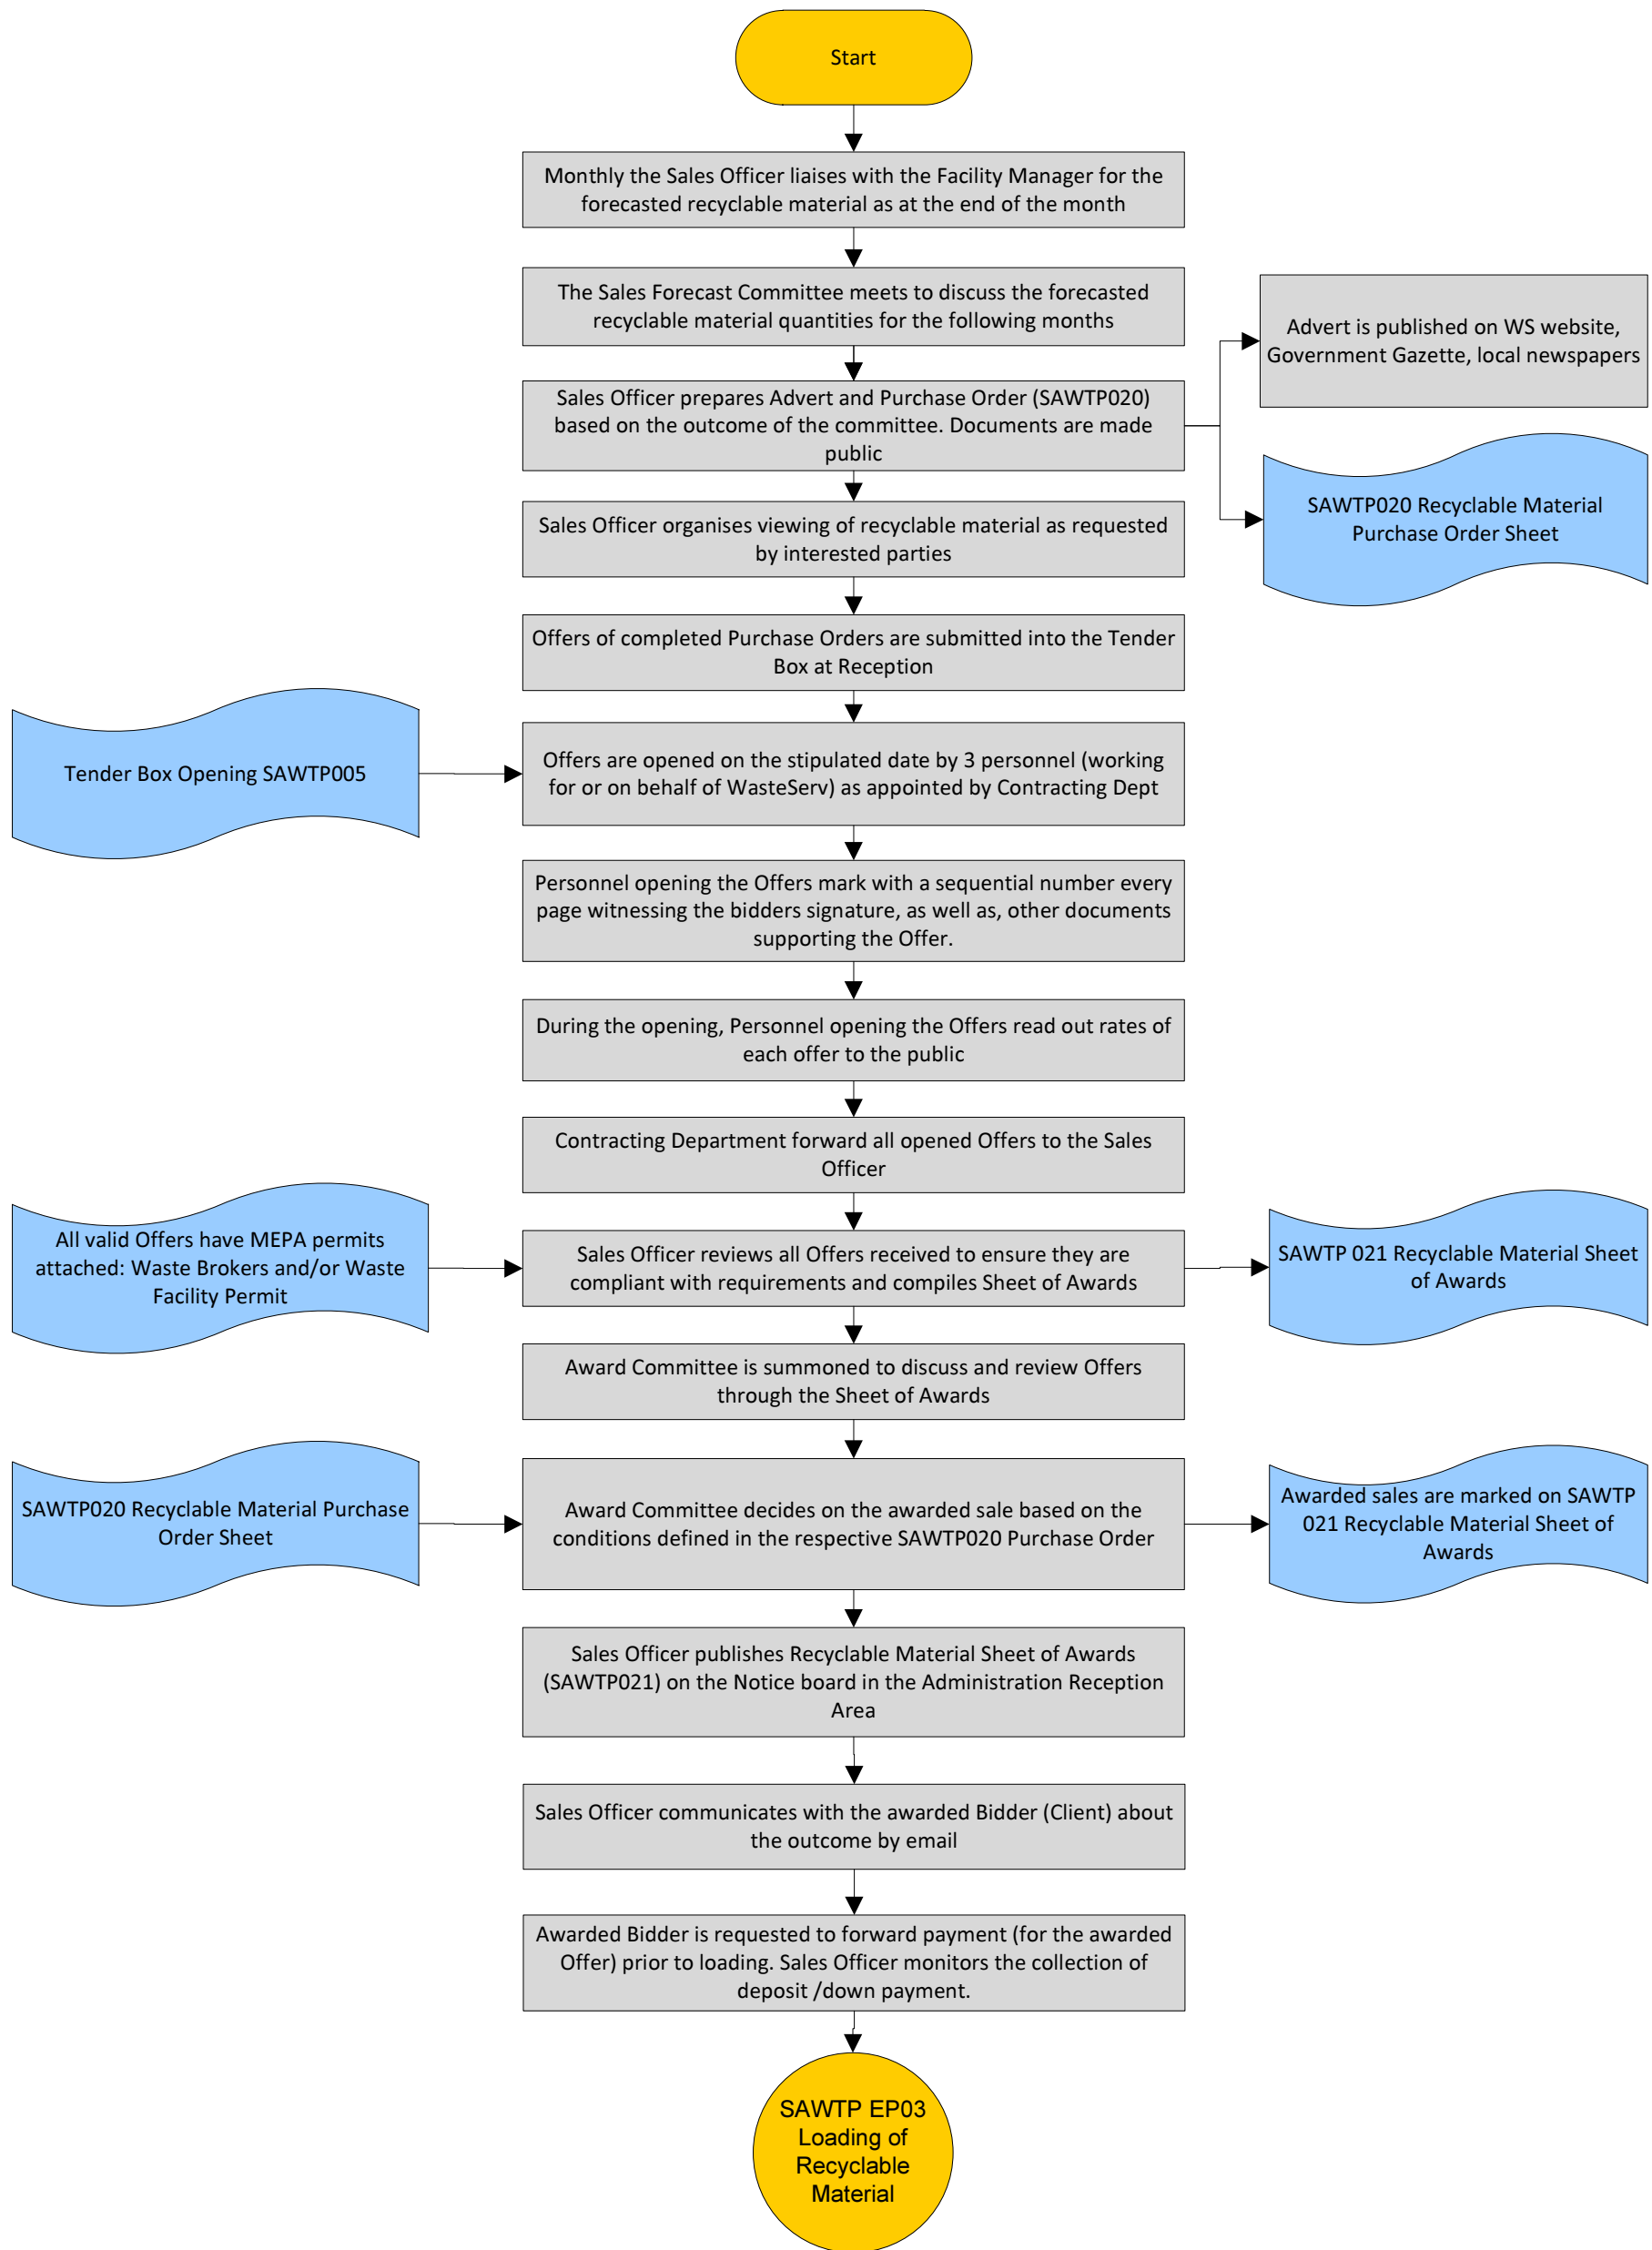 Start
Monthly the Sales Officer liaises with the Facility Manager for the
forecasted recyclable material as at the end of the month
The Sales Forecast Committee meets to discuss the forecasted
recyclable material quantities for the following months
Advert is published on WS website,
Government Gazette, local newspapers
Sales Officer prepares Advert and Purchase Order (SAWTP020)
based on the outcome of the committee. Documents are made
public
SAWTP020 Recyclable Material
Purchase Order Sheet
Sales Officer organises viewing of recyclable material as requested
by interested parties
Offers of completed Purchase Orders are submitted into the Tender
Box at Reception
Tender Box Opening SAWTP005
Offers are opened on the stipulated date by 3 personnel (working
for or on behalf of WasteServ) as appointed by Contracting Dept
Personnel opening the Offers mark with a sequential number every
page witnessing the bidders signature, as well as, other documents
supporting the Offer.
During the opening, Personnel opening the Offers read out rates of
each offer to the public
Contracting Department forward all opened Offers to the Sales
Officer
All valid Offers have MEPA permits
attached: Waste Brokers and/or Waste
Facility Permit
Sales Officer reviews all Offers received to ensure they are
compliant with requirements and compiles Sheet of Awards
SAWTP 021 Recyclable Material Sheet
of Awards
Award Committee is summoned to discuss and review Offers
through the Sheet of Awards
SAWTP020 Recyclable Material Purchase
Order Sheet
Award Committee decides on the awarded sale based on the
conditions defined in the respective SAWTP020 Purchase Order
Awarded sales are marked on SAWTP
021 Recyclable Material Sheet of
Awards
Sales Officer publishes Recyclable Material Sheet of Awards
(SAWTP021) on the Notice board in the Administration Reception
Area
Sales Officer communicates with the awarded Bidder (Client) about
the outcome by email
Awarded Bidder is requested to forward payment (for the awarded
Offer) prior to loading. Sales Officer monitors the collection of
deposit /down payment.
SAWTP EP03
Loading of
Recyclable
Material